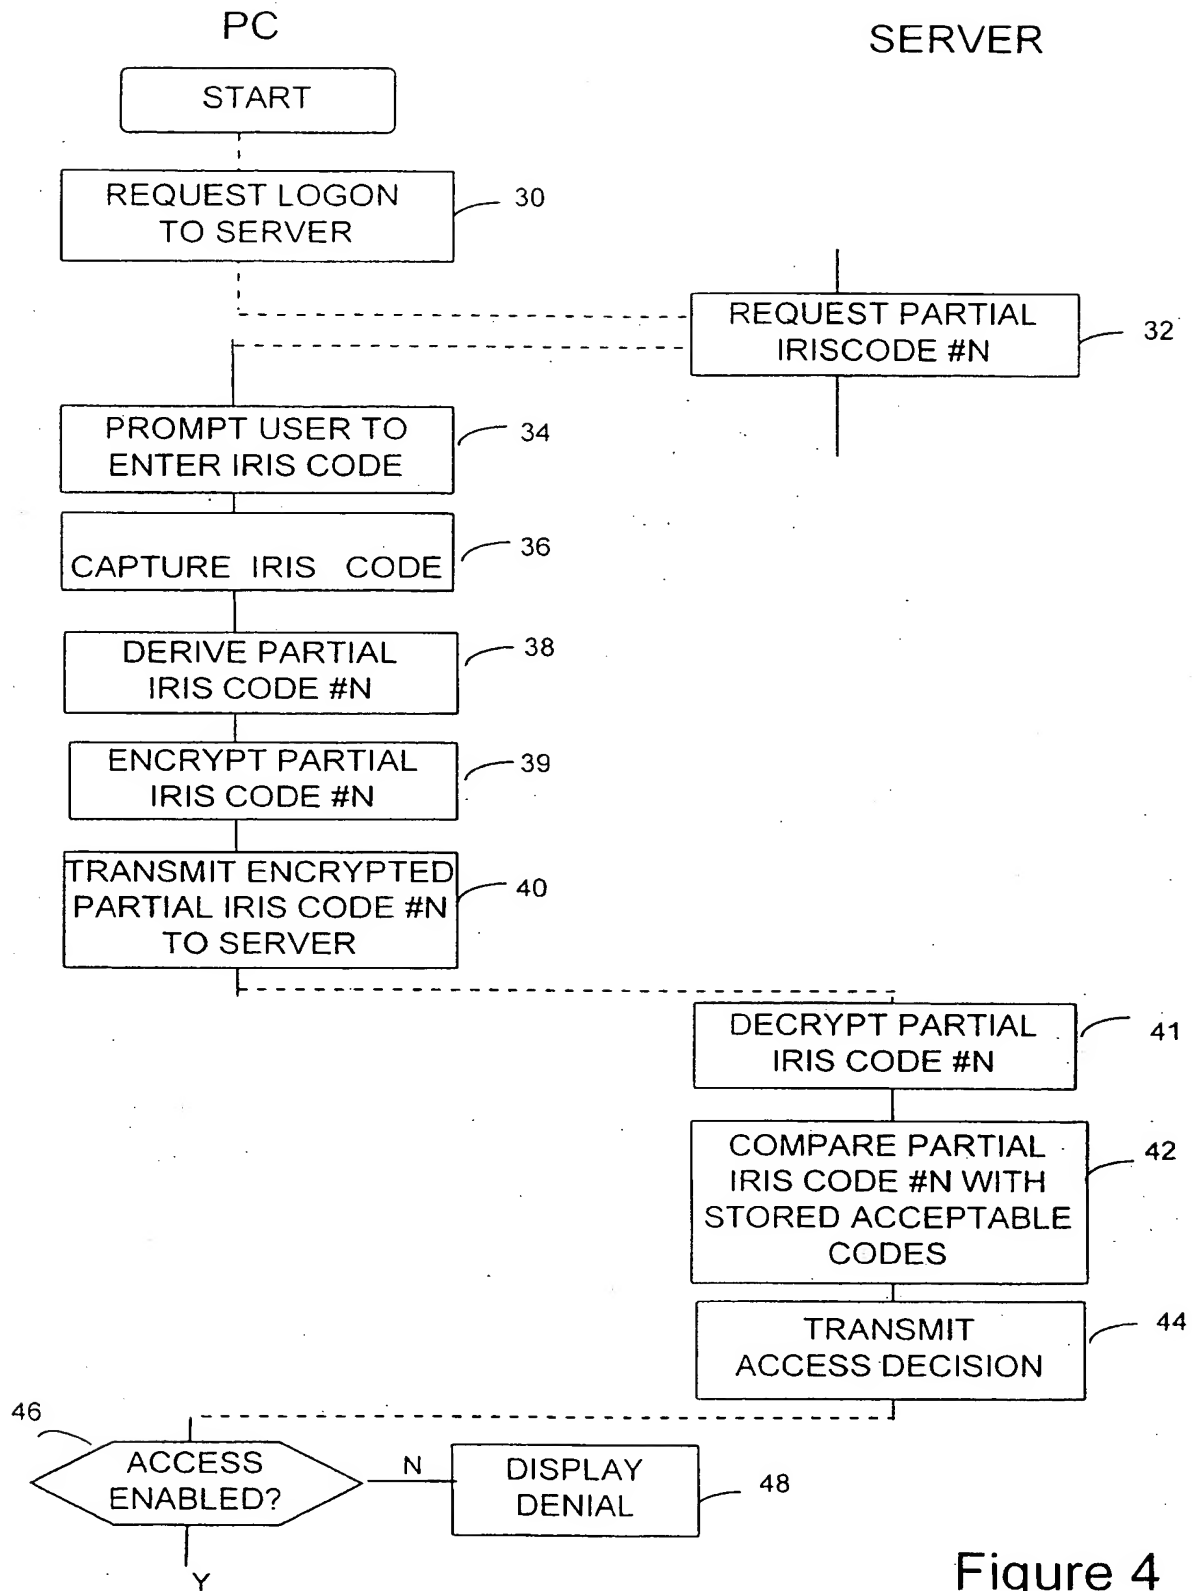 PC
SERVER
START
REQUEST LOGON
TO SERVER
30
REQUEST PARTIAL
IRISCODE #N
32
PROMPT USER TO
ENTER IRIS CODE
34
CAPTURE IRIS CODE
36
DERIVE PARTIAL
IRIS CODE #N
38
ENCRYPT PARTIAL
IRIS CODE #N
39
TRANSMIT ENCRYPTED
PARTIAL IRIS CODE #N
TO SERVER
40
DECRYPT PARTIAL
IRIS CODE #N
41
COMPARE PARTIAL
IRIS CODE #N WITH
STORED ACCEPTABLE
CODES
42
TRANSMIT
ACCESS DECISION
44
46
ACCESS
ENABLED?
N
DISPLAY
DENIAL
48
Y
Figure 4